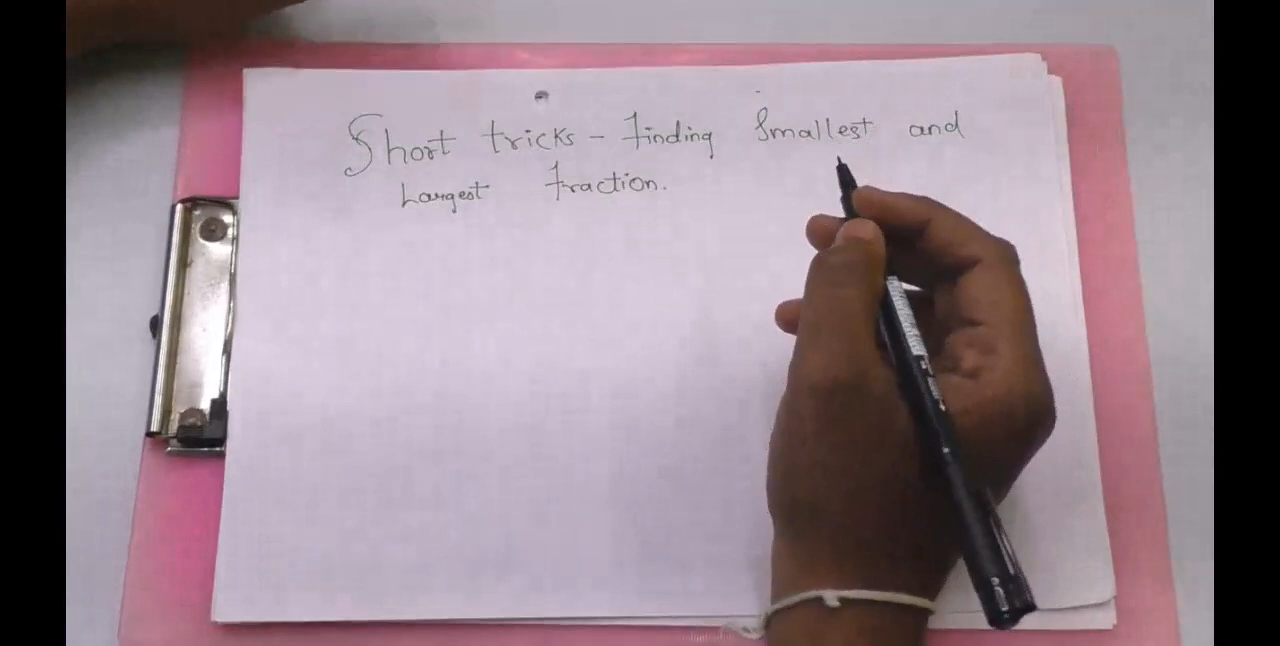 Short tricks - Finding Smallest and
Largest fraction.